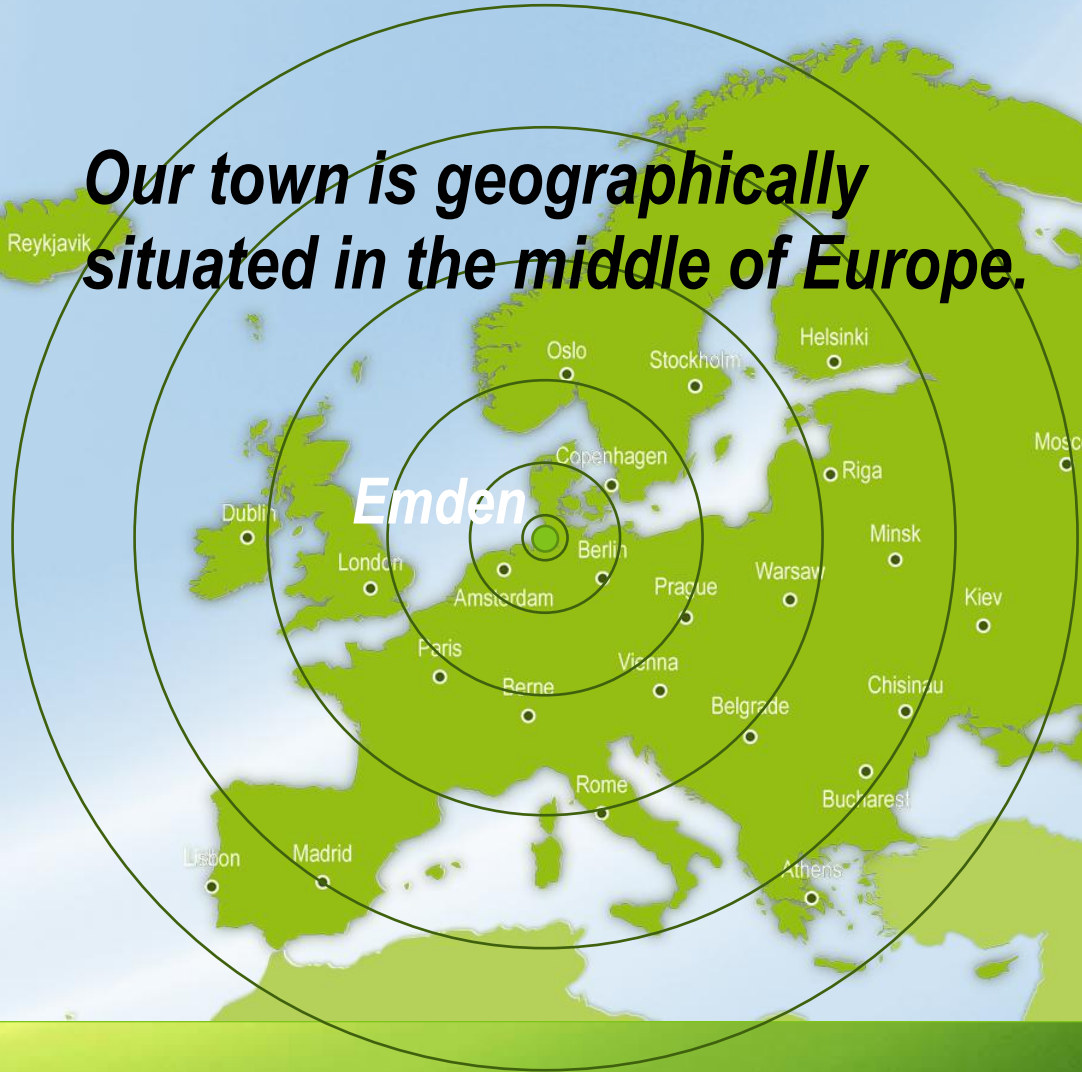 Our town is geographically
situated in the middle of Europe.
Reykjavik
Oslo
Stockholm
Helsinki
Copenhagen
Riga
Emden
Dublin
Minsk
London
Berlin
Amsterdam
Prague
Warsaw
Kiev
Paris
Vienna
Berne
Chisinau
Belgrade
Rome
Bucharest
Lisbon
Madrid
Athens